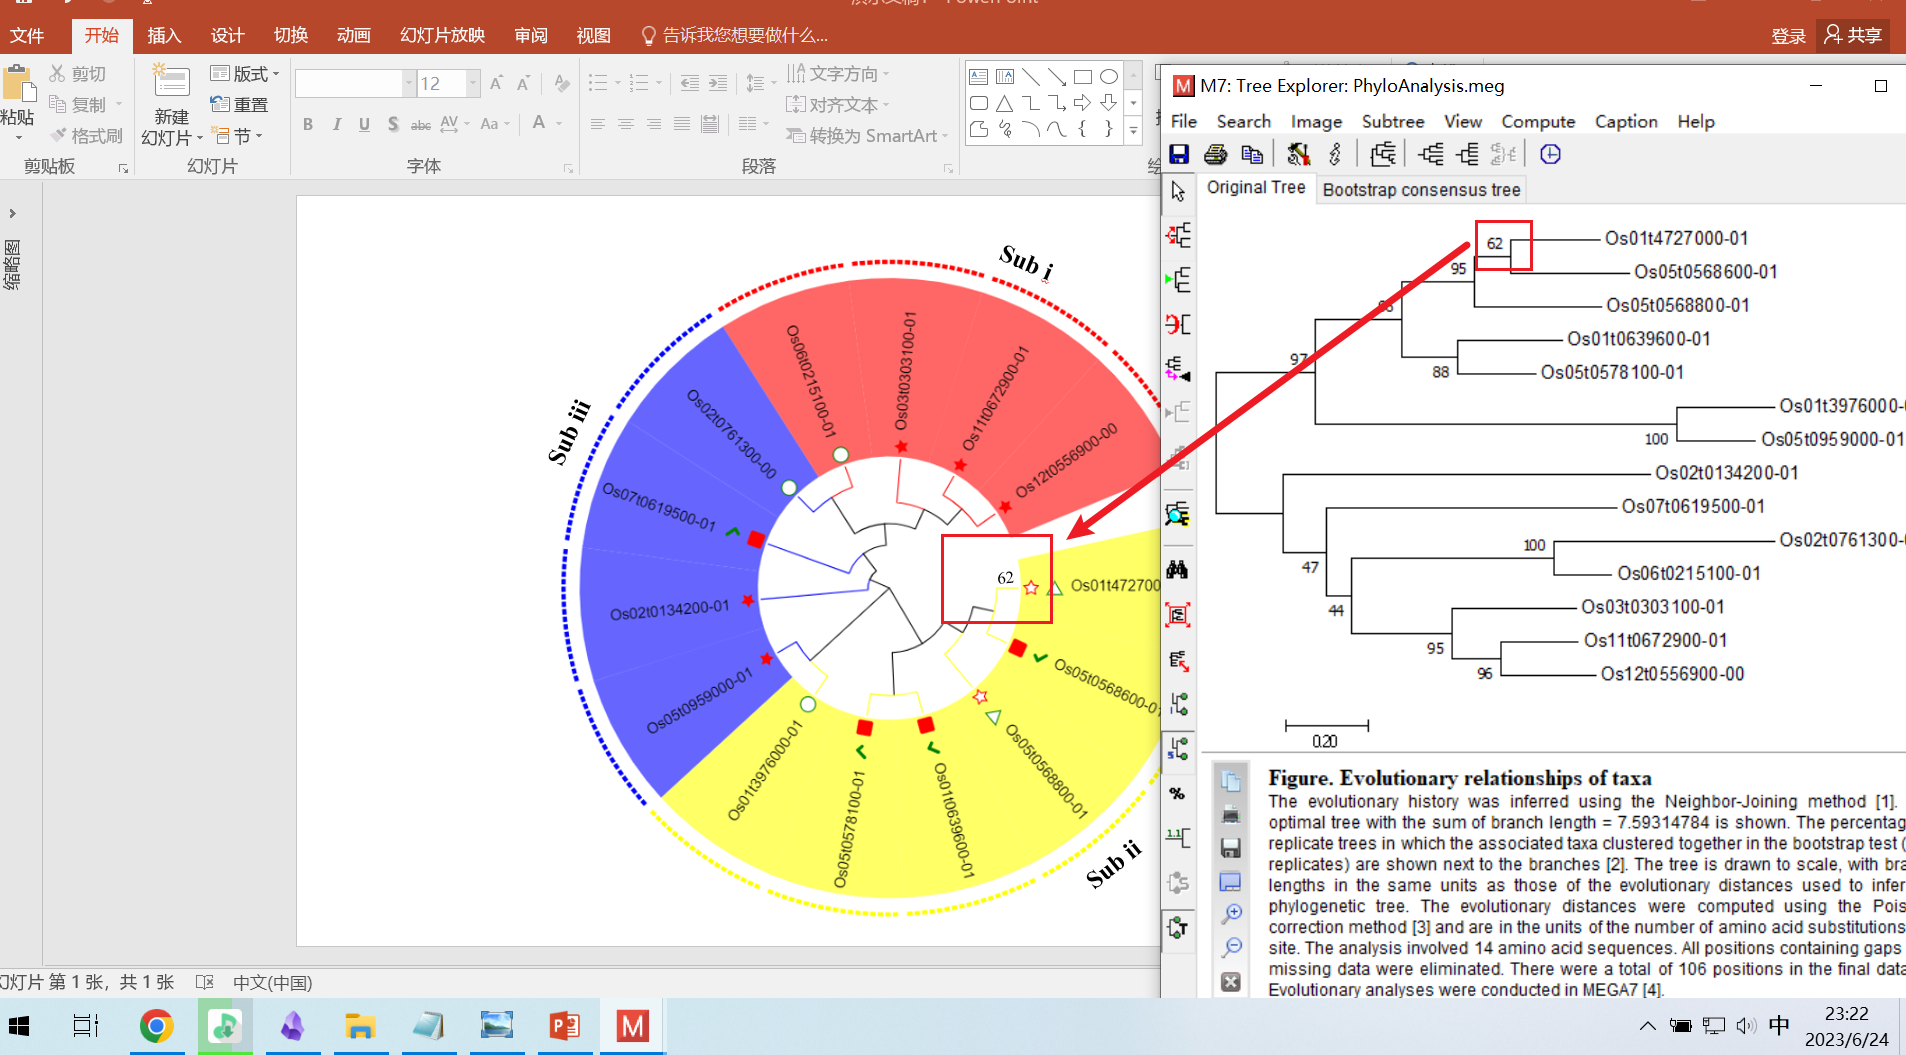 文件 开始 插入 设计 切换 动画 幻灯片放映 审阅 视图 告诉我您想要做什么... 登录 共享
粘贴 剪切 复制 格式刷 剪贴板
新建 幻灯片 版式 重置 节 幻灯片
12
B I U S abc AV Aa A 字体
文字方向 对齐文本 转换为 SmartArt 段落
缩略图
Sub i
Sub iii
Sub ii
Os06t0215100-01
Os03t0303100-01
Os11t0672900-01
Os12t0556900-00
Os02t0761300-00
Os07t0619500-01
Os02t0134200-01
Os05t0959000-01
Os01t3976000-01
Os05t0578100-01
Os01t0639600-01
Os05t0568800-01
Os05t0568600-01
Os01t472700
62
M7: Tree Explorer: PhyloAnalysis.meg
File Search Image Subtree View Compute Caption Help
Original Tree Bootstrap consensus tree
62 Os01t4727000-01
95 Os05t0568600-01
Os05t0568800-01
Os01t0639600-01
97
88 Os05t0578100-01
Os01t3976000-
100 Os05t0959000-01
Os02t0134200-01
Os07t0619500-01
100 Os02t0761300-
47 Os06t0215100-01
44 Os03t0303100-01
95 Os11t0672900-01
96 Os12t0556900-00
0.20
Figure. Evolutionary relationships of taxa
The evolutionary history was inferred using the Neighbor-Joining method [1].
optimal tree with the sum of branch length = 7.59314784 is shown. The percentag
replicate trees in which the associated taxa clustered together in the bootstrap test (
replicates) are shown next to the branches [2]. The tree is drawn to scale, with bra
lengths in the same units as those of the evolutionary distances used to infer
phylogenetic tree. The evolutionary distances were computed using the Pois
correction method [3] and are in the units of the number of amino acid substitutions
site. The analysis involved 14 amino acid sequences. All positions containing gaps
missing data were eliminated. There were a total of 106 positions in the final data
Evolutionary analyses were conducted in MEGA7 [4].
幻灯片 第 1 张，共 1 张 中文(中国)
中 23:22
2023/6/24